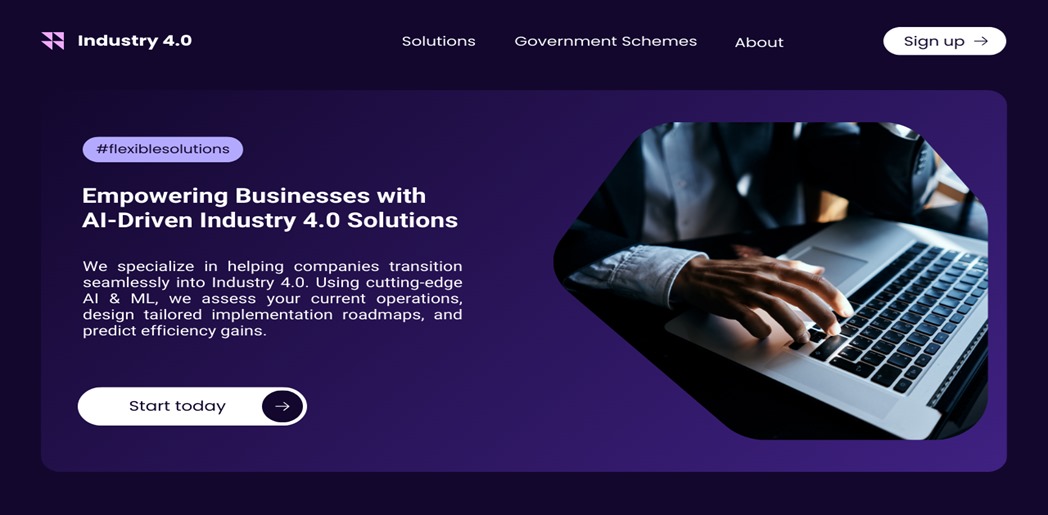 Industry 4.0
Solutions
Government Schemes
About
Sign up →
#flexiblesolutions
Empowering Businesses with
AI-Driven Industry 4.0 Solutions
We specialize in helping companies transition
seamlessly into Industry 4.0. Using cutting-edge
AI & ML, we assess your current operations,
design tailored implementation roadmaps, and
predict efficiency gains.
Start today →